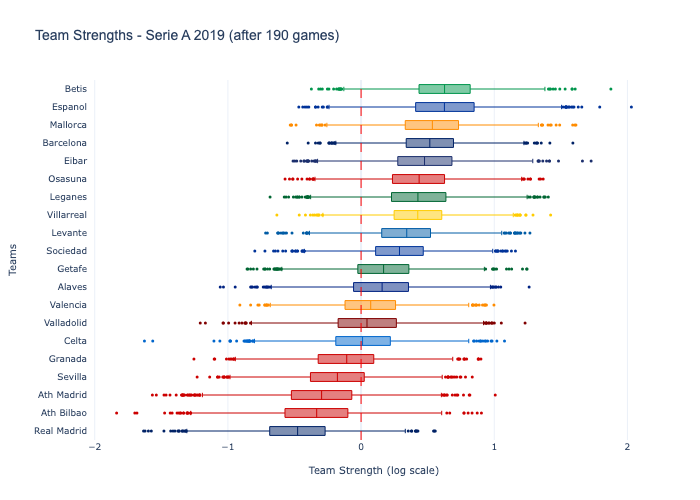 Team Strengths - Serie A 2019 (after 190 games)
Betis
Espanol
Mallorca
Barcelona
Eibar
Osasuna
Leganes
Villarreal
Levante
Sociedad
Getafe
Alaves
Valencia
Valladolid
Celta
Granada
Sevilla
Ath Madrid
Ath Bilbao
Real Madrid
Teams
−2 −1 0 1 2
Team Strength (log scale)